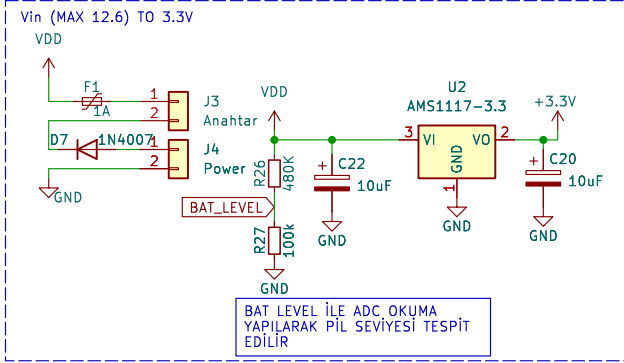 Vin (MAX 12.6) TO 3.3V
VDD
F1
1A
1
2
J3
Anahtar
D7
1N4007
1
2
J4
Power
GND
VDD
R26
480K
BAT_LEVEL
R27
100k
GND
C22
10uF
GND
U2
AMS1117-3.3
3
VI
VO
2
GND
1
GND
+3.3V
C20
10uF
GND
BAT LEVEL İLE ADC OKUMA
YAPILARAK PİL SEVİYESİ TESPİT
EDİLİR